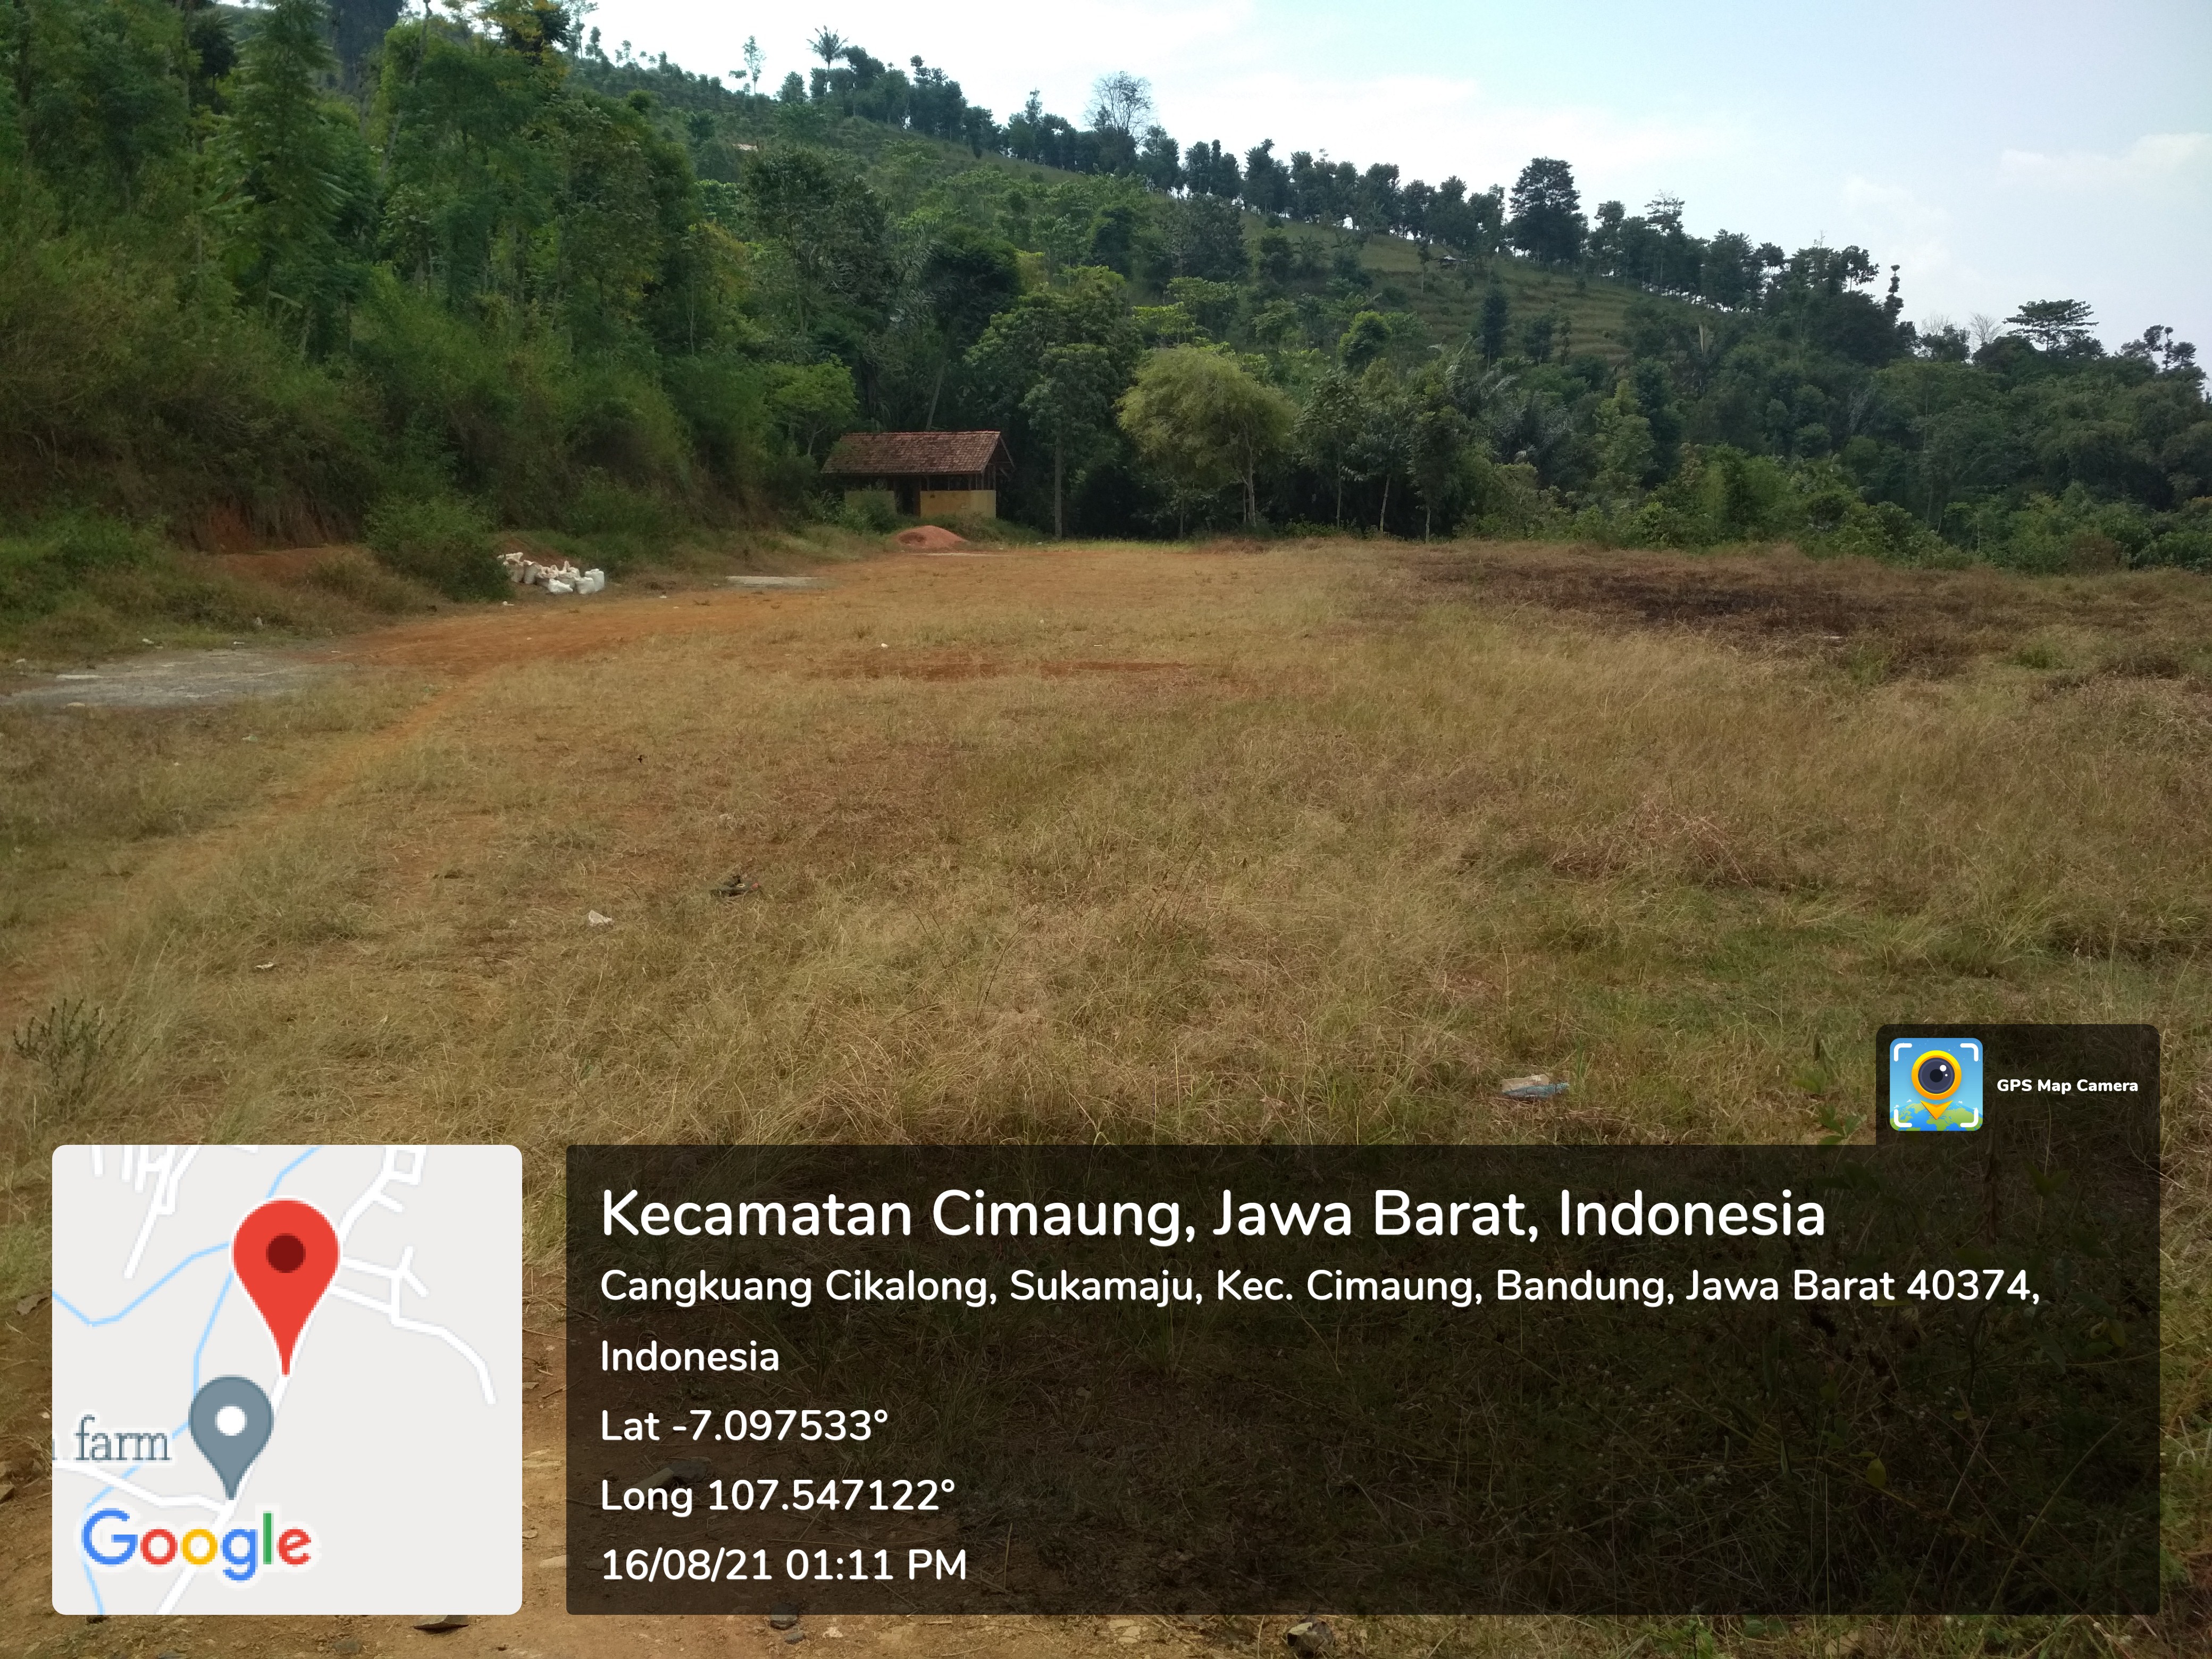 GPS Map Camera
Kecamatan Cimaung, Jawa Barat, Indonesia
Cangkuang Cikalong, Sukamaju, Kec. Cimaung, Bandung, Jawa Barat 40374,
Indonesia
Lat -7.097533°
Long 107.547122°
16/08/21 01:11 PM
farm
Google